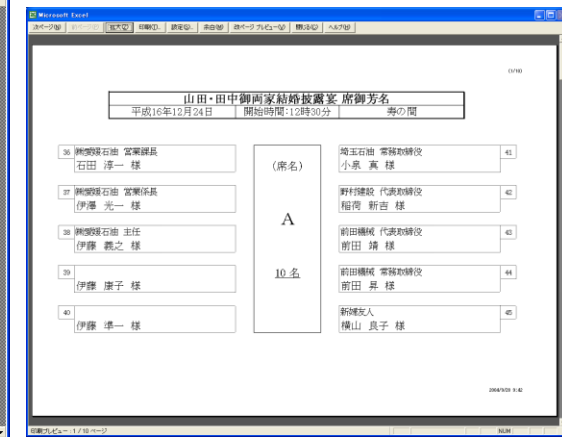 Microsoft Excel
次ページ(N) 前ページ(P) 拡大(Z) 印刷(T)... 設定(S)... 余白(M) 改ページ プレビュー(V) 閉じる(C) ヘルプ(H)
(1/10)
山田・田中御両家結婚披露宴 席御芳名
平成16年12月24日 開始時間:12時30分 寿の間
36 ㈱愛媛石油 営業課長
石田 淳一 様
37 ㈱愛媛石油 営業係長
伊澤 光一 様
38 ㈱愛媛石油 主任
伊藤 義之 様
39
伊藤 康子 様
40
伊藤 準一 様
(席名)
A
10 名
埼玉石油 常務取締役 41
小泉 真 様
野村建設 代表取締役 42
稲荷 新吉 様
前田機械 代表取締役 43
前田 靖 様
前田機械 常務取締役 44
前田 昇 様
新婦友人 45
横山 良子 様
2004/9/20 9:42
印刷プレビュー : 1 / 10 ページ
NUM